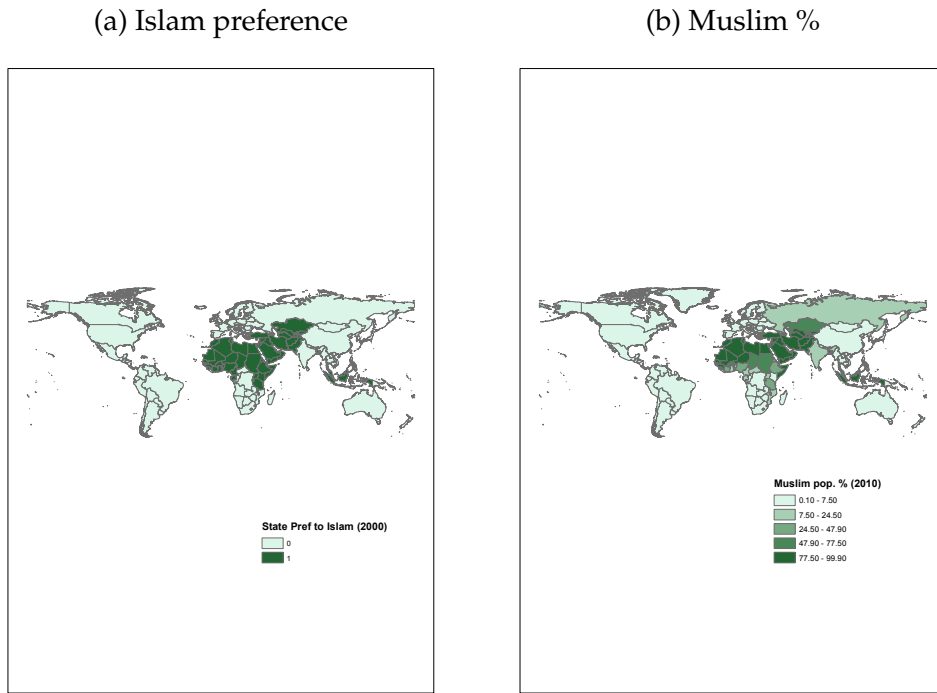 (a) Islam preference
(b) Muslim %
State Pref to Islam (2000)
0
1
Muslim pop. % (2010)
0.10 - 7.50
7.50 - 24.50
24.50 - 47.90
47.90 - 77.50
77.50 - 99.90